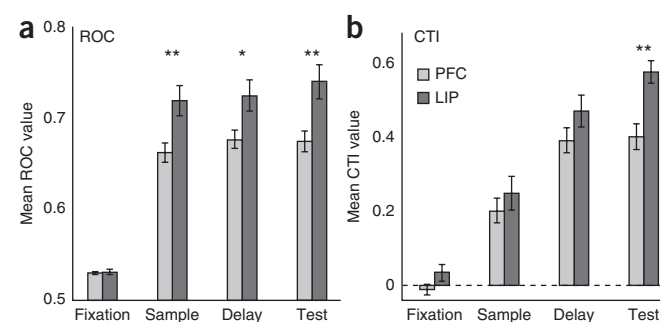 a
ROC
Mean ROC value
0.8
0.7
0.6
0.5
**
*
**
Fixation
Sample
Delay
Test
b
CTI
PFC
LIP
Mean CTI value
0.6
0.4
0.2
0
**
Fixation
Sample
Delay
Test